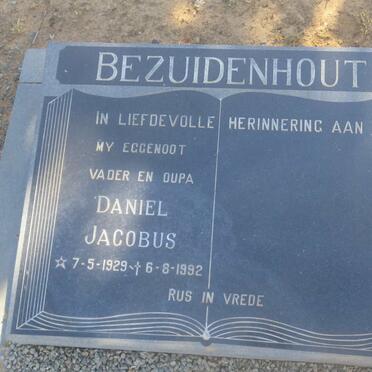 BEZUIDENHOUT
IN LIEFDEVOLLE HERINNERING AAN
MY EGGENOOT
VADER EN OUPA
DANIEL
JACOBUS
☆ 7-5-1929 ✝ 6-8-1992
RUS IN VREDE